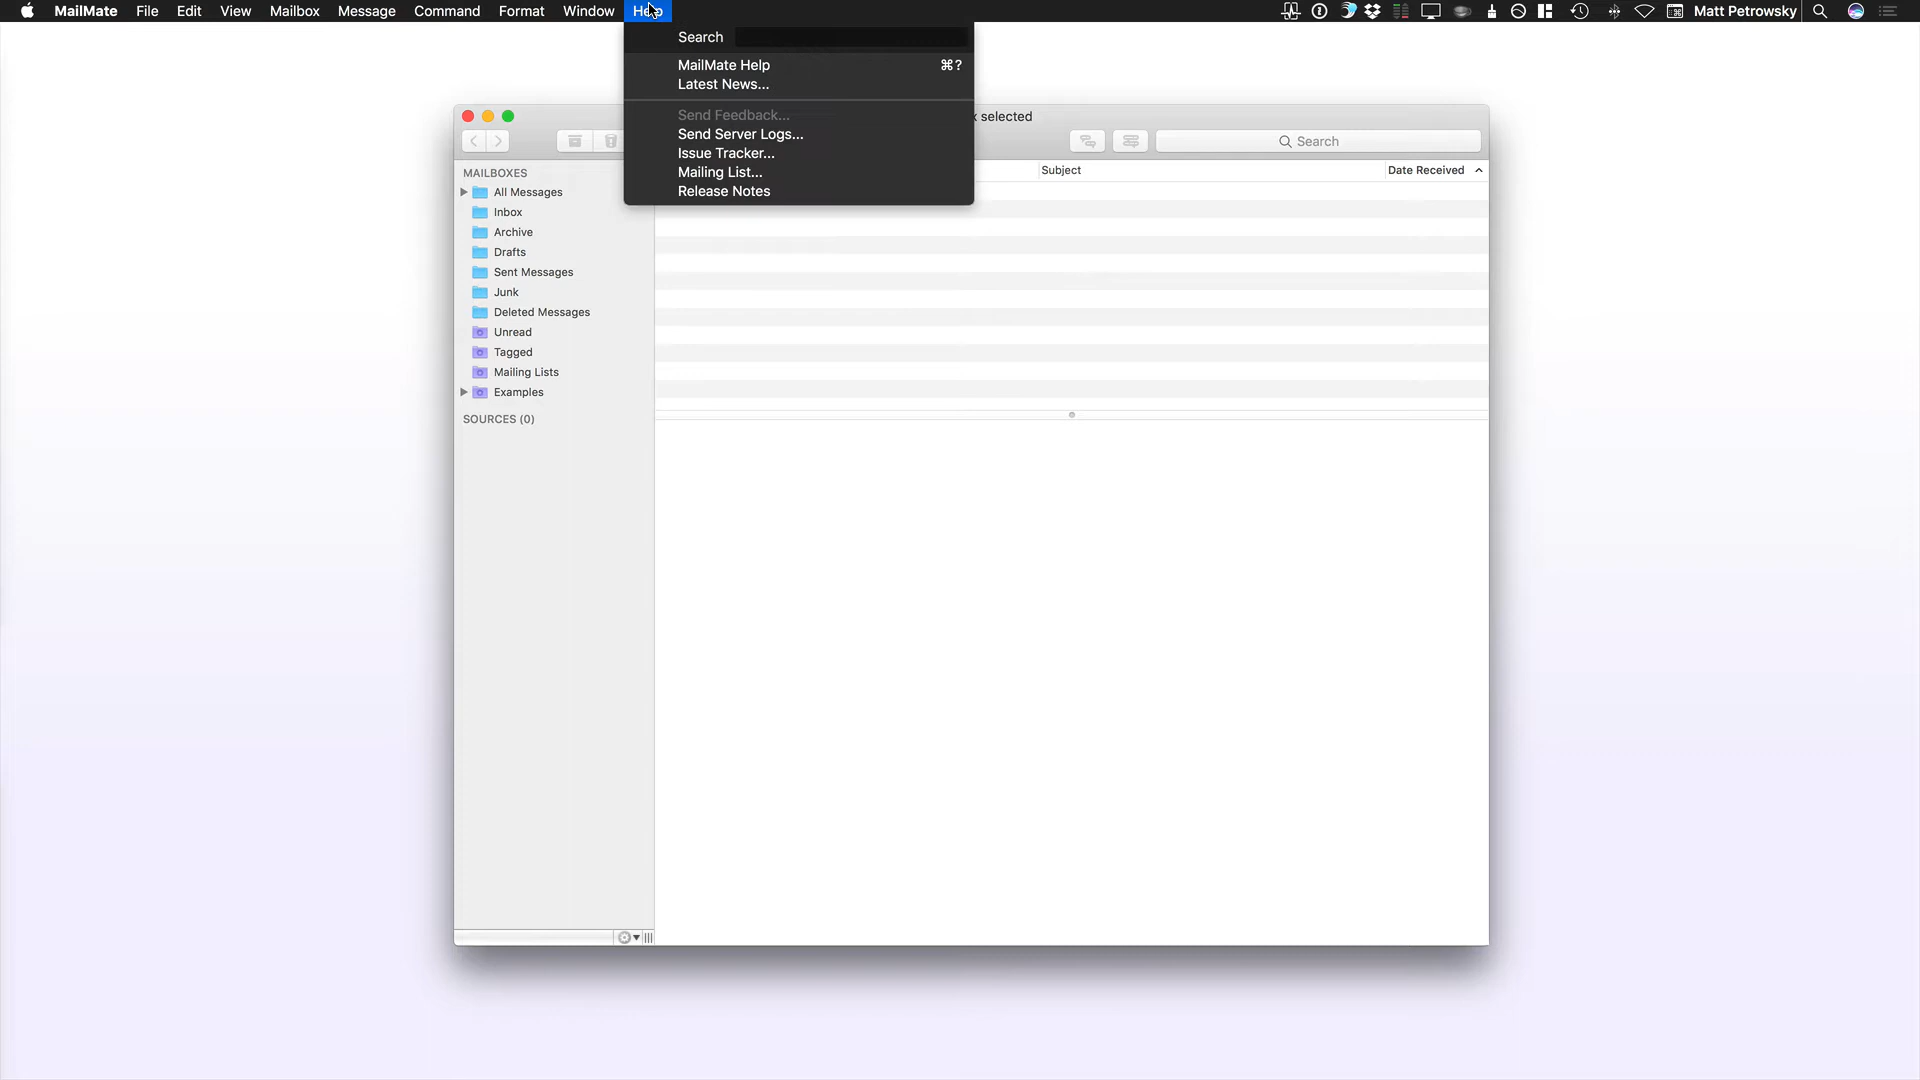 MailMate File Edit View Mailbox Message Command Format Window Help Matt Petrowsky
Search
MailMate Help ⌘?
Latest News...
Send Feedback...
Send Server Logs...
Issue Tracker...
Mailing List...
Release Notes
selected
Search
Subject Date Received
MAILBOXES
All Messages
Inbox
Archive
Drafts
Sent Messages
Junk
Deleted Messages
Unread
Tagged
Mailing Lists
Examples
SOURCES (0)